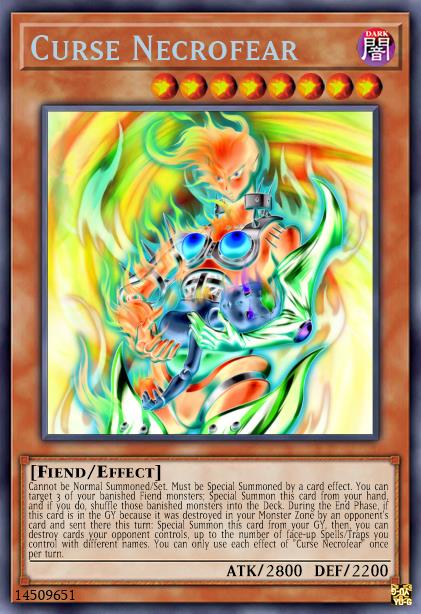 CURSE NECROFEAR
DARK
闇
[FIEND/EFFECT]
Cannot be Normal Summoned/Set. Must be Special Summoned by a card effect. You can
target 3 of your banished Fiend monsters; Special Summon this card from your hand,
and if you do, shuffle those banished monsters into the Deck. During the End Phase, if
this card is in the GY because it was destroyed in your Monster Zone by an opponent's
card and sent there this turn: Special Summon this card from your GY, then, you can
destroy cards your opponent controls, up to the number of face-up Spells/Traps you
control with different names. You can only use each effect of "Curse Necrofear" once
per turn.
ATK/2800 DEF/2200
14509651